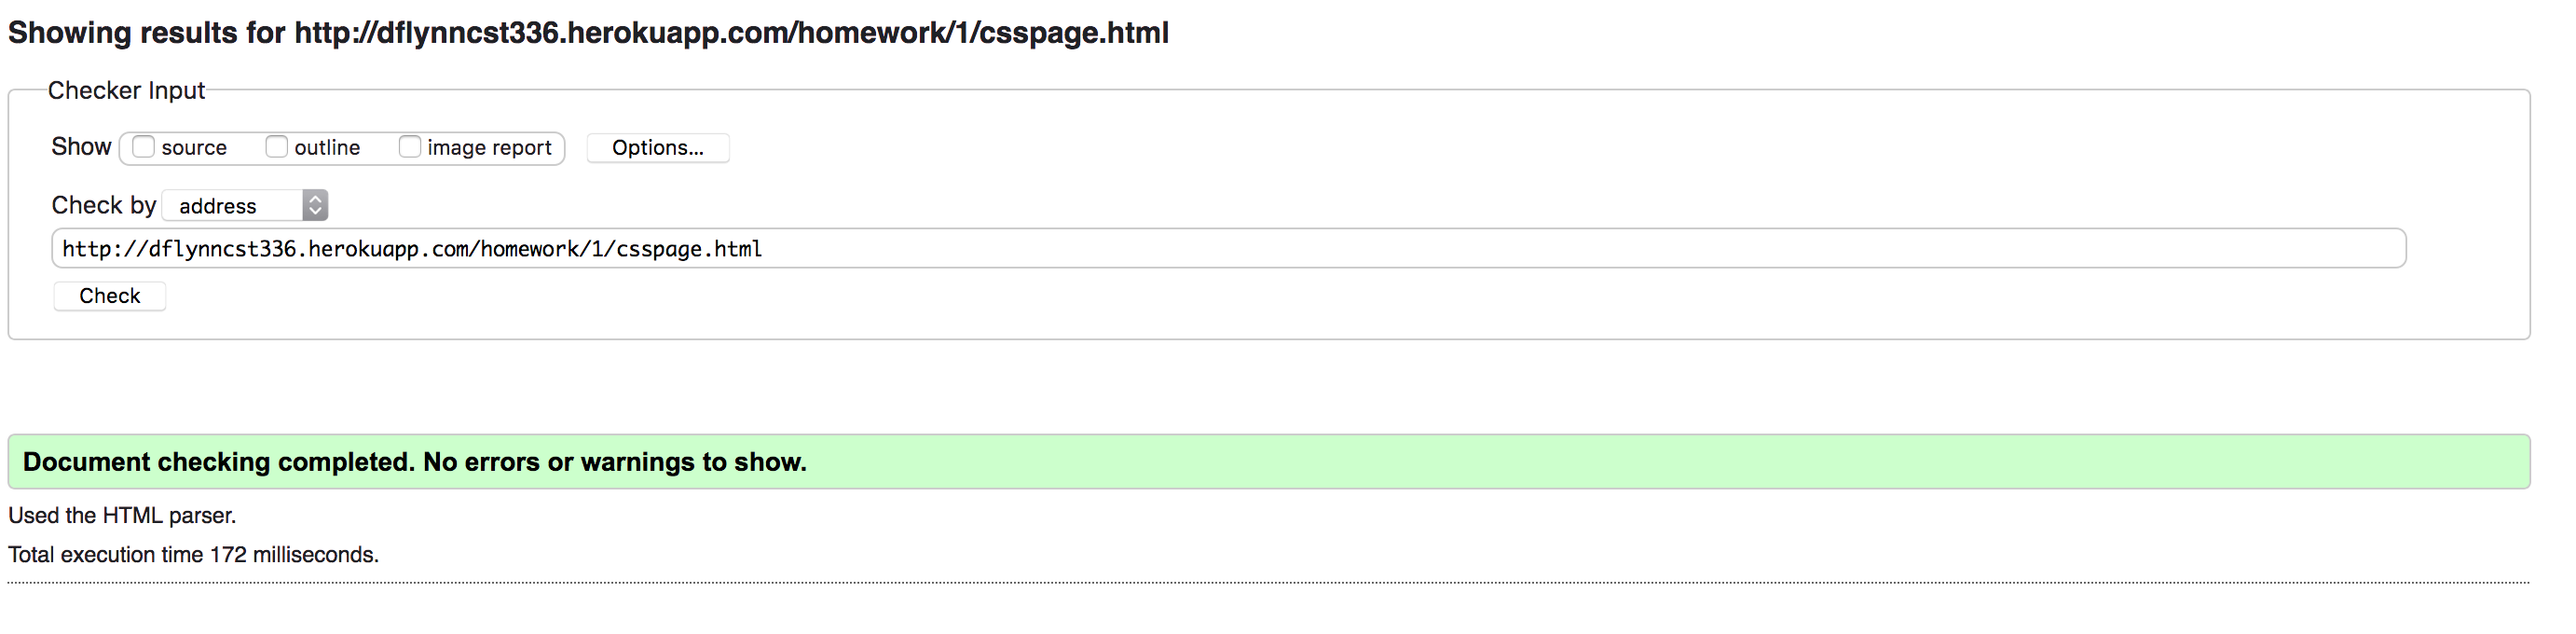 Showing results for http://dflynncst336.herokuapp.com/homework/1/csspage.html
Checker Input
Show source outline image report Options...
Check by address
http://dflynncst336.herokuapp.com/homework/1/csspage.html
Check
Document checking completed. No errors or warnings to show.
Used the HTML parser.
Total execution time 172 milliseconds.